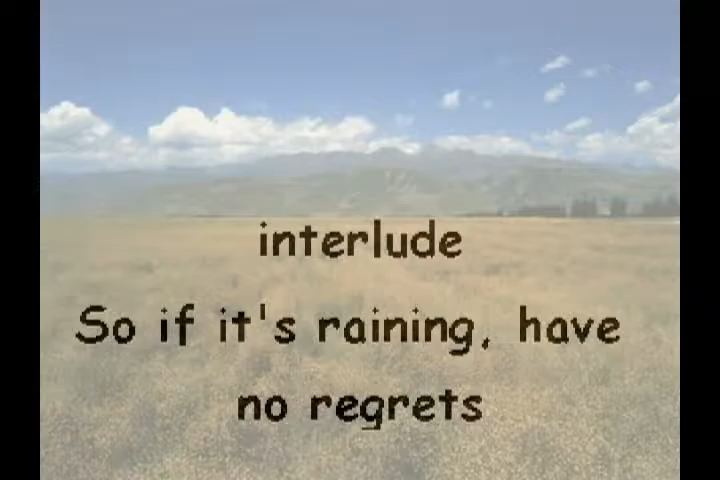 interlude
So if it's raining, have
no regrets